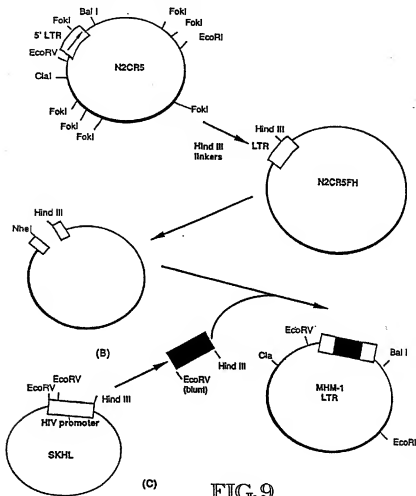 FokI
Bal I
FokI
FokI
5' LTR
EcoRI
EcoRV
N2CR5
ClaI
FokI
FokI
FokI
FokI
Hind III
linkers
Hind III
LTR
N2CR5FH
Hind III
NheI
(B)
EcoRV
(blunt)
Hind III
EcoRV
Cla
Bal I
MHM-1
LTR
EcoRI
EcoRV
EcoRV
Hind III
HIV promoter
SKHL
(C)
FIG. 9